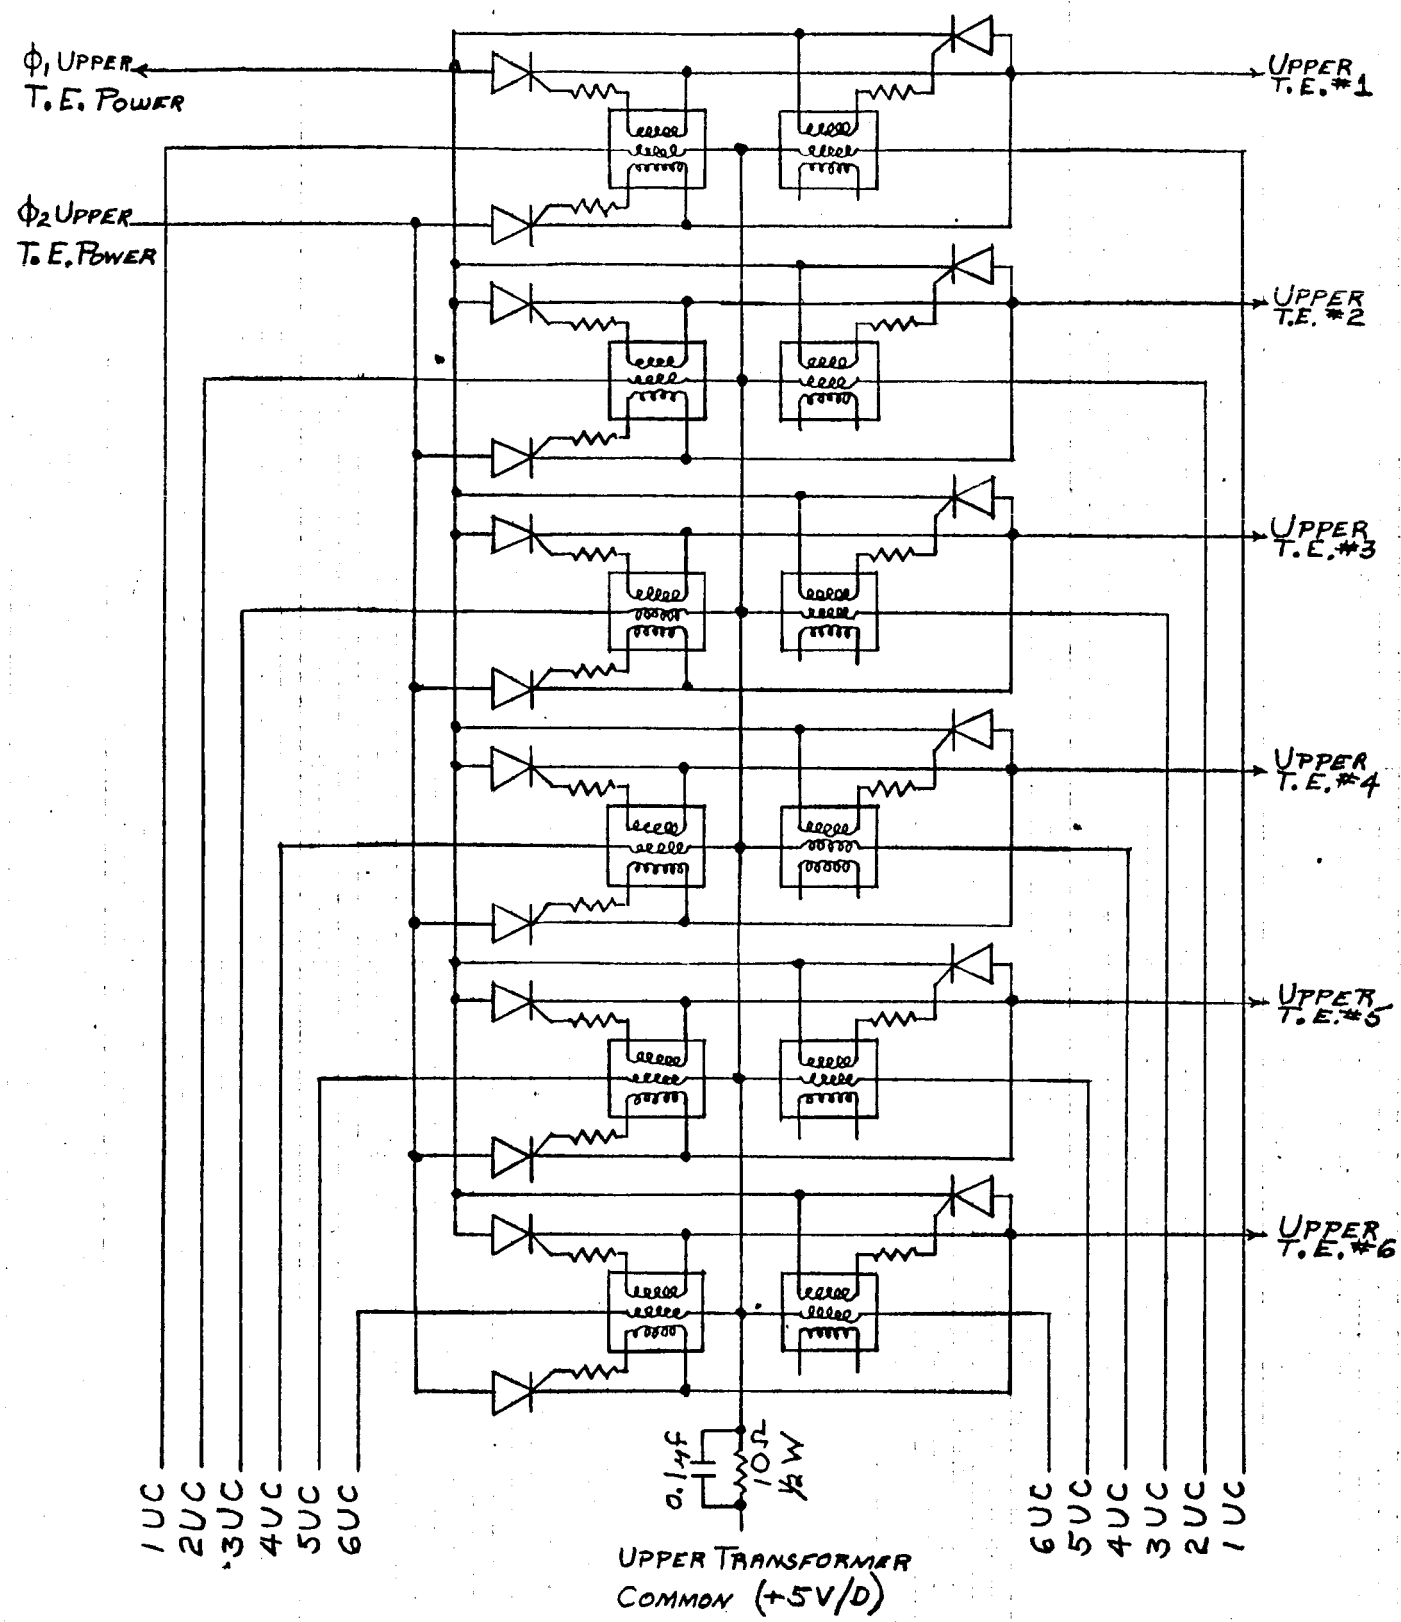 ϕ1 UPPER
T.E. POWER
ϕ2 UPPER
T.E. POWER
UPPER
T.E. #1
UPPER
T.E. #2
UPPER
T.E. #3
UPPER
T.E. #4
UPPER
T.E. #5
UPPER
T.E. #6
0.1μf
10Ω
½W
1UC
2UC
3UC
4UC
5UC
6UC
6UC
5UC
4UC
3UC
2UC
1UC
UPPER TRANSFORMER
COMMON (+5V/D)